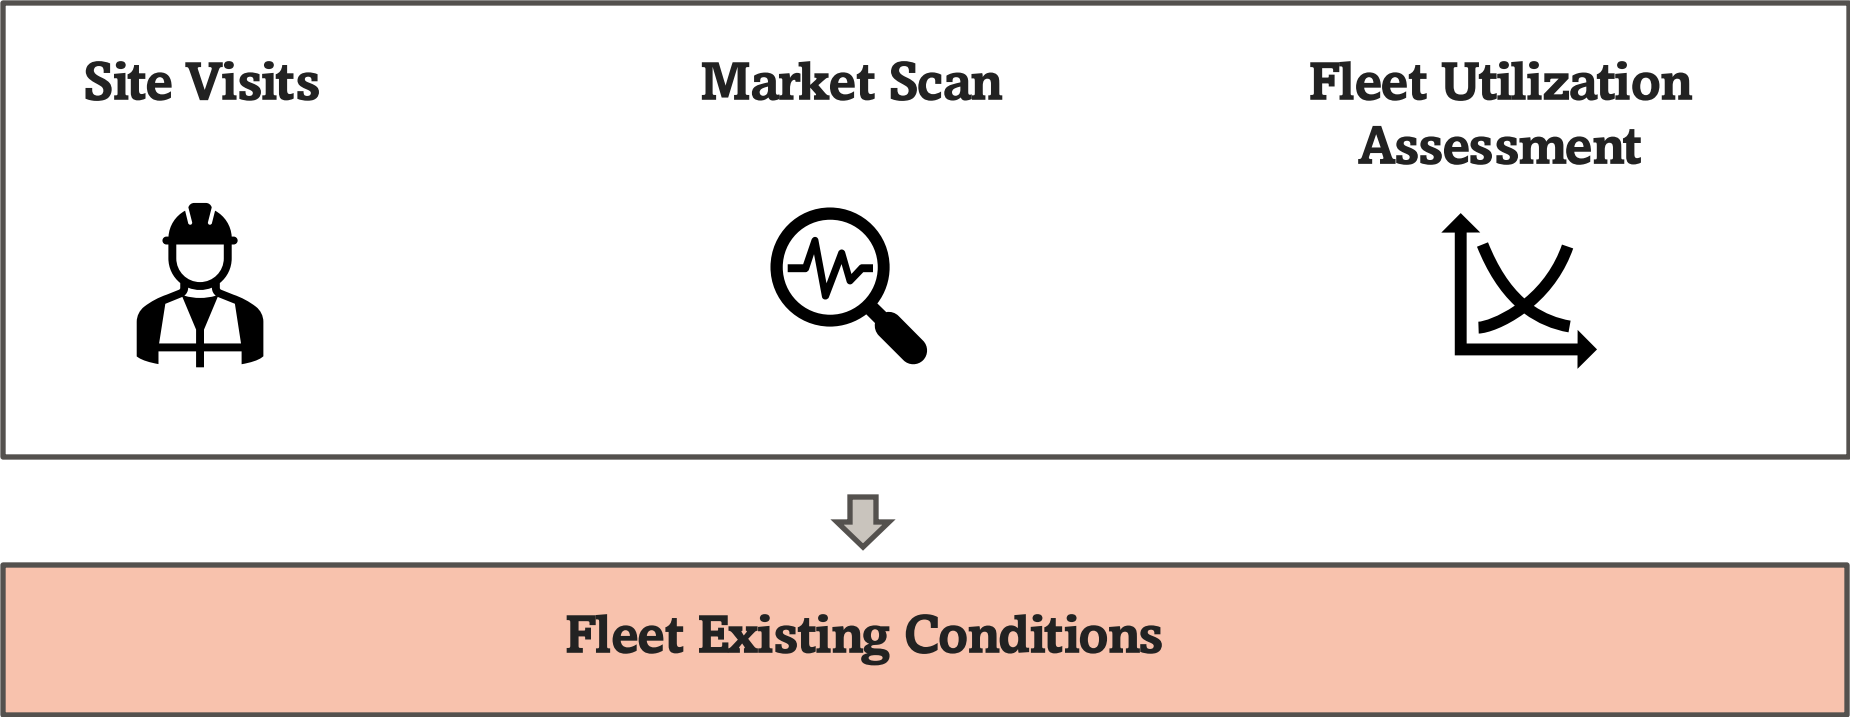 Site Visits
Market Scan
Fleet Utilization
Assessment
Fleet Existing Conditions